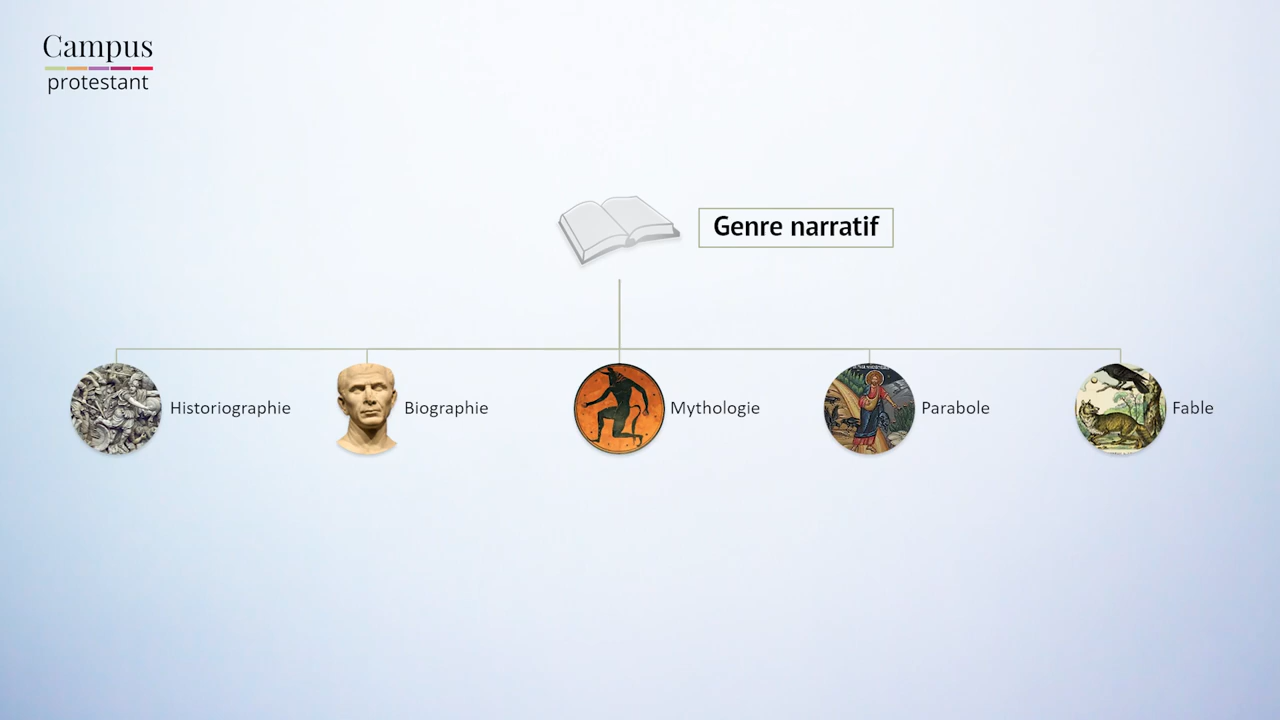 Campus
protestant
Genre narratif
Historiographie
Biographie
Mythologie
Parabole
Fable